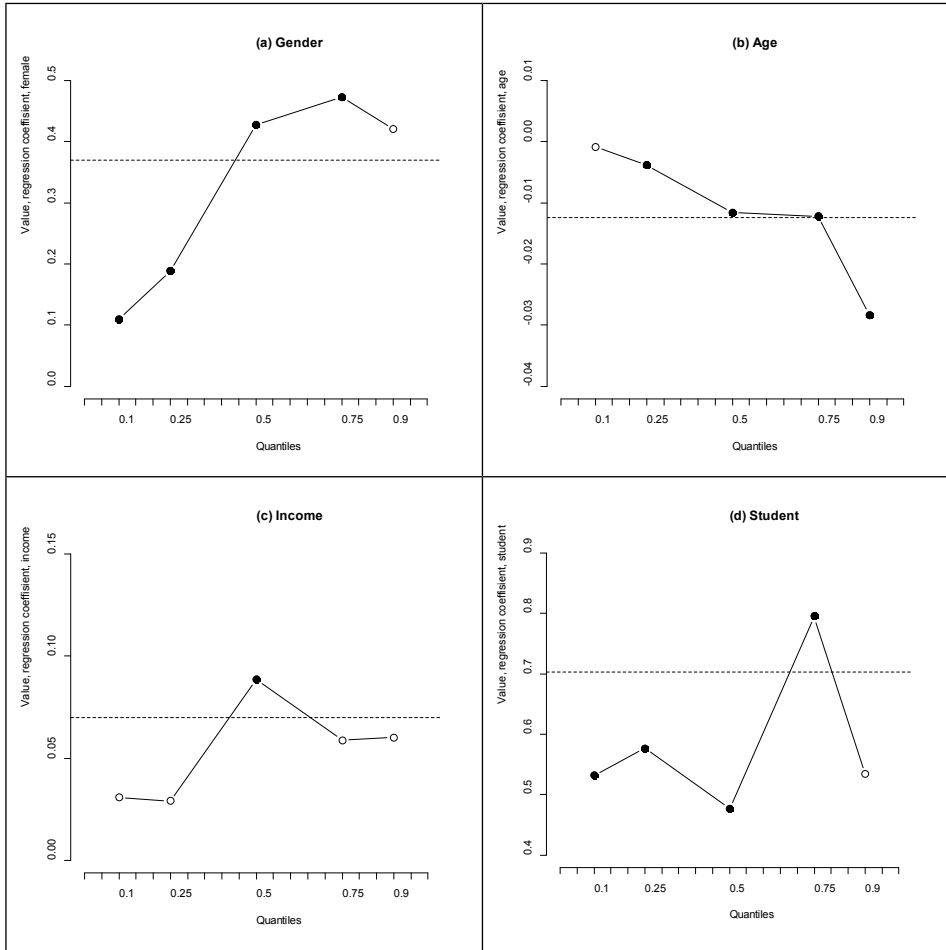 (a) Gender
Value, regression coeffisient, female
0.5
0.4
0.3
0.2
0.1
0.0
0.1 0.25 0.5 0.75 0.9
Quantiles
(b) Age
Value, regression coeffisient, age
0.01
0.00
-0.01
-0.02
-0.03
-0.04
0.1 0.25 0.5 0.75 0.9
Quantiles
(c) Income
Value, regression coeffisient, income
0.15
0.10
0.05
0.00
0.1 0.25 0.5 0.75 0.9
Quantiles
(d) Student
Value, regression coeffisient, student
0.9
0.8
0.7
0.6
0.5
0.4
0.1 0.25 0.5 0.75 0.9
Quantiles